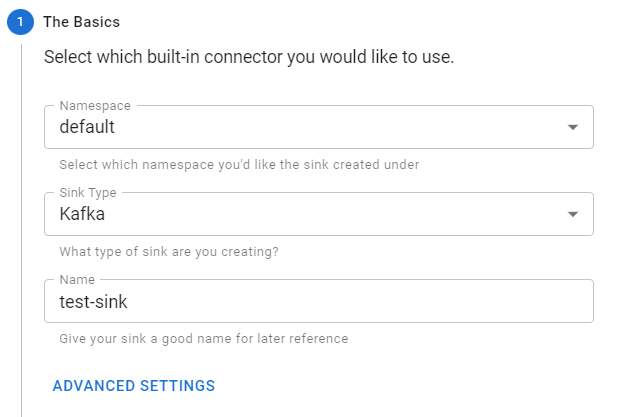 1 The Basics
Select which built-in connector you would like to use.
Namespace
default
Select which namespace you'd like the sink created under
Sink Type
Kafka
What type of sink are you creating?
Name
test-sink
Give your sink a good name for later reference
ADVANCED SETTINGS